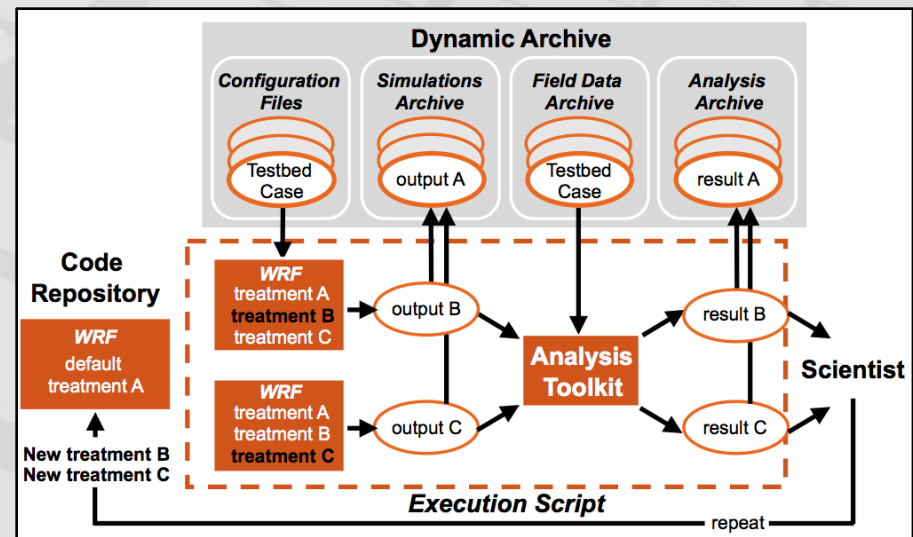 Dynamic Archive
Configuration
Files
Testbed
Case
Simulations
Archive
output A
Field Data
Archive
Testbed
Case
Analysis
Archive
result A
Code
Repository
WRF
default
treatment A
New treatment B
New treatment C
WRF
treatment A
treatment B
treatment C
output B
WRF
treatment A
treatment B
treatment C
output C
Analysis
Toolkit
result B
result C
Scientist
Execution Script
repeat